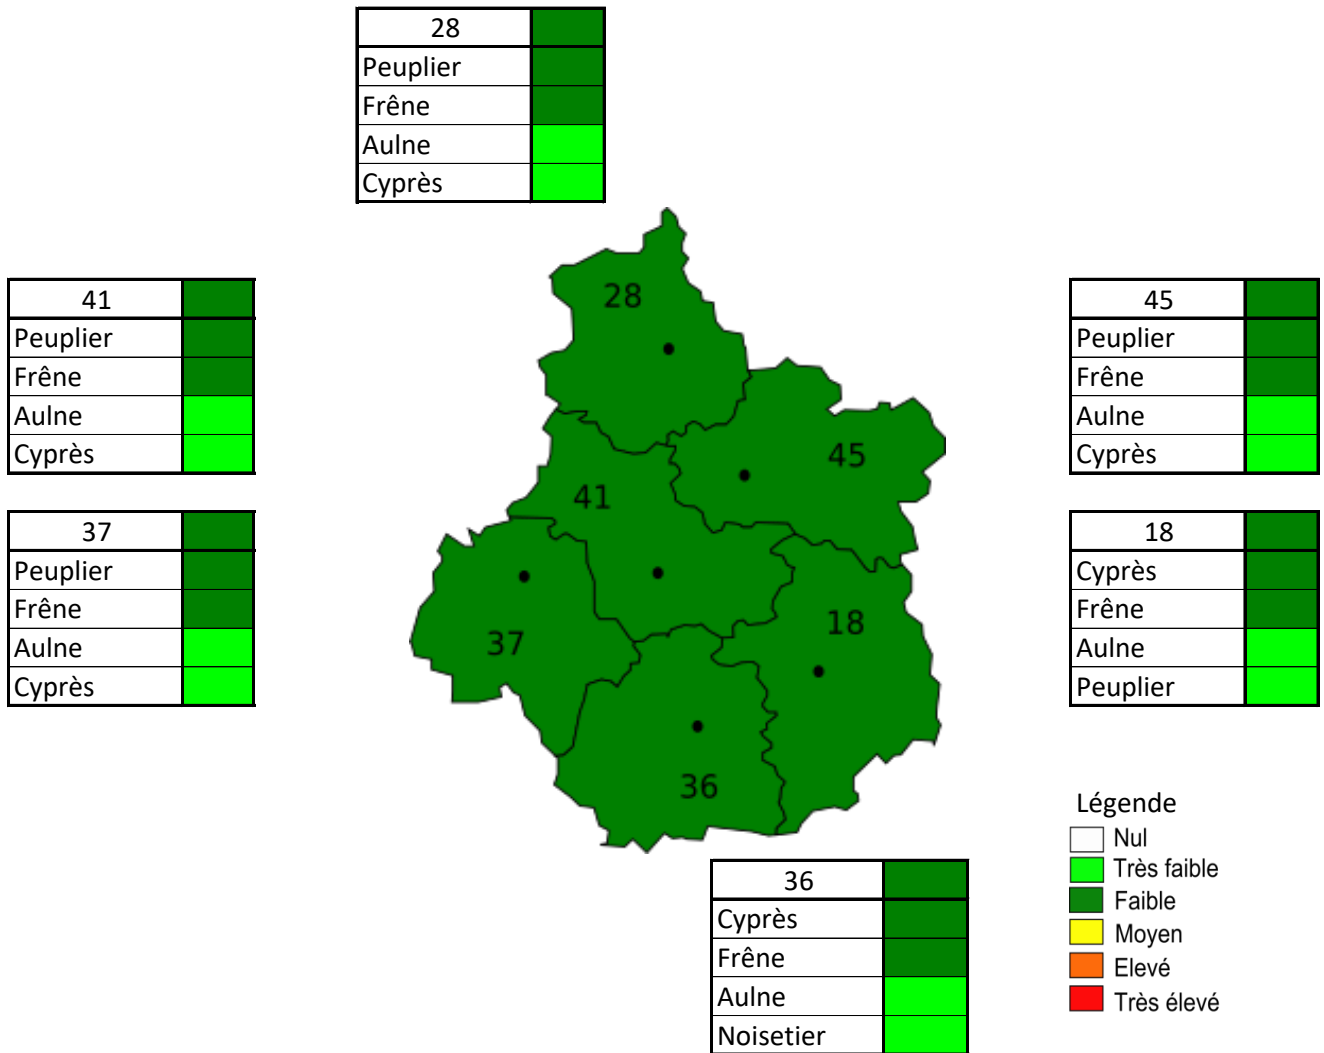 28
Peuplier
Frêne
Aulne
Cyprès
41
Peuplier
Frêne
Aulne
Cyprès
37
Peuplier
Frêne
Aulne
Cyprès
28
45
41
37
18
36
45
Peuplier
Frêne
Aulne
Cyprès
18
Cyprès
Frêne
Aulne
Peuplier
36
Cyprès
Frêne
Aulne
Noisetier
Légende
Nul
Très faible
Faible
Moyen
Elevé
Très élevé